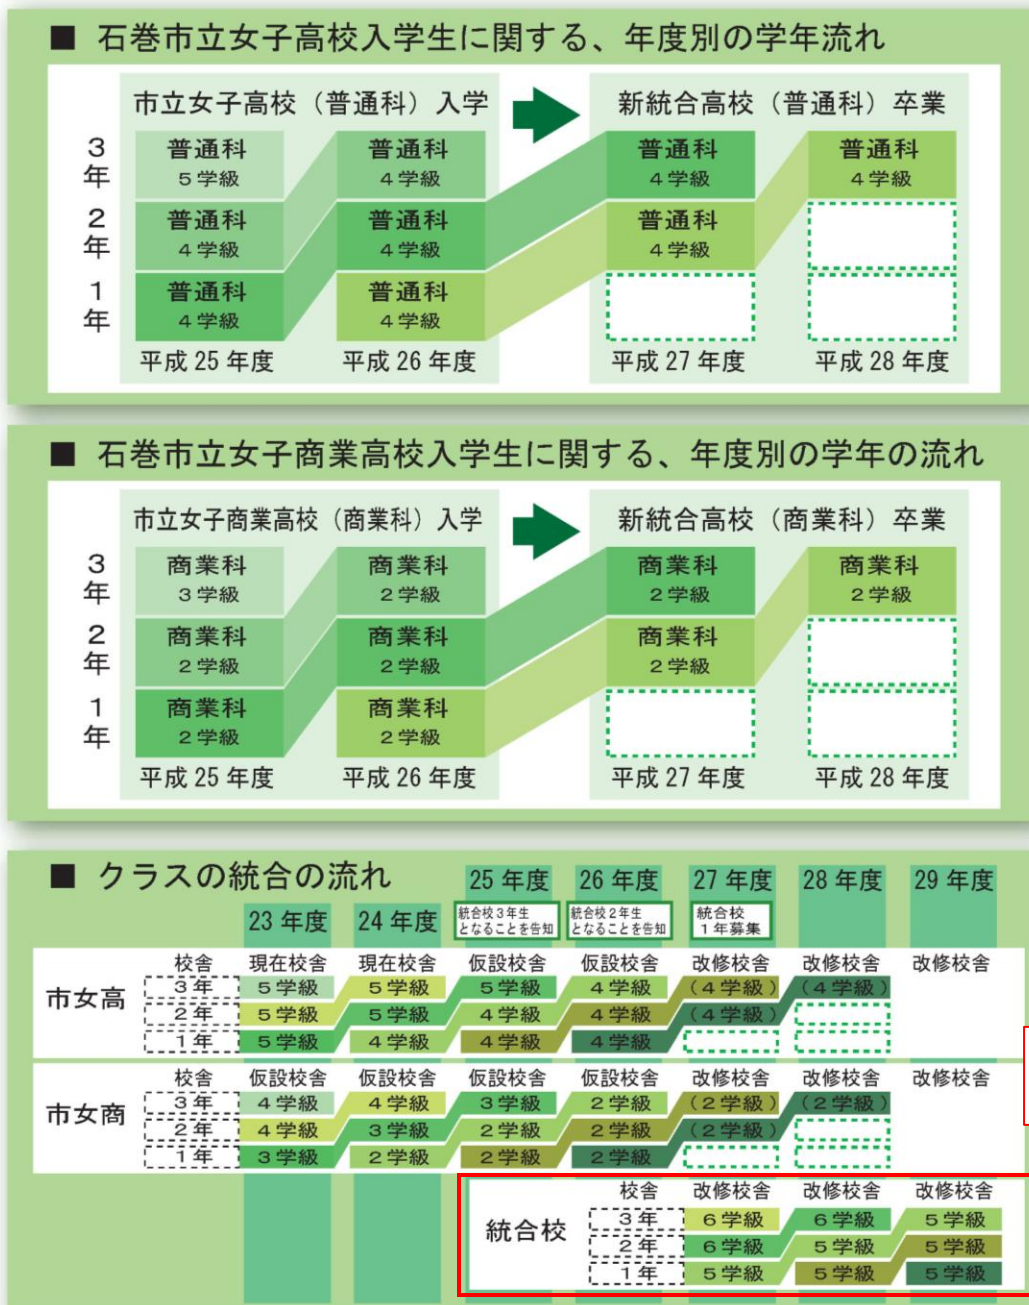 ■ 石巻市立女子高校入学生に関する、年度別の学年流れ
市立女子高校（普通科）入学 新統合高校（普通科）卒業
3年 普通科 普通科 普通科 普通科
5学級 4学級 4学級 4学級
2年 普通科 普通科 普通科
4学級 4学級 4学級
1年 普通科 普通科
4学級 4学級
平成25年度 平成26年度 平成27年度 平成28年度
■ 石巻市立女子商業高校入学生に関する、年度別の学年の流れ
市立女子商業高校（商業科）入学 新統合高校（商業科）卒業
3年 商業科 商業科 商業科 商業科
3学級 2学級 2学級 2学級
2年 商業科 商業科 商業科
2学級 2学級 2学級
1年 商業科 商業科
2学級 2学級
平成25年度 平成26年度 平成27年度 平成28年度
■ クラスの統合の流れ
23年度 24年度 25年度 26年度 27年度 28年度 29年度
統合校3年生 統合校2年生 統合校
となることを告知 となることを告知 1年募集
校舎 現在校舎 現在校舎 仮設校舎 仮設校舎 改修校舎 改修校舎 改修校舎
市女高
3年 5学級 5学級 5学級 4学級 （4学級） （4学級）
2年 5学級 5学級 4学級 4学級 （4学級）
1年 5学級 4学級 4学級 4学級
校舎 仮設校舎 仮設校舎 仮設校舎 仮設校舎 改修校舎 改修校舎 改修校舎
市女商
3年 4学級 4学級 3学級 2学級 （2学級） （2学級）
2年 4学級 3学級 2学級 2学級 （2学級）
1年 3学級 2学級 2学級 2学級
校舎 改修校舎 改修校舎 改修校舎
統合校
3年 6学級 6学級 5学級
2年 6学級 5学級 5学級
1年 5学級 5学級 5学級